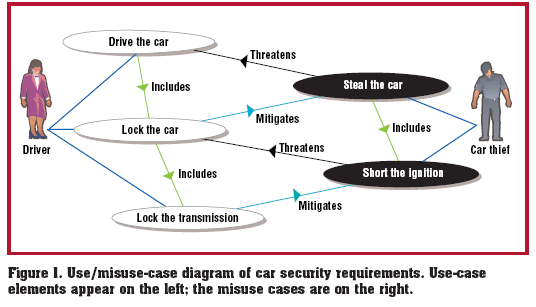 Drive the car
Threatens
Steal the car
Includes
Mitigates
Driver
Lock the car
Includes
Car thief
Threatens
Includes
Short the ignition
Mitigates
Lock the transmission
Figure 1. Use/misuse-case diagram of car security requirements. Use-case
elements appear on the left; the misuse cases are on the right.